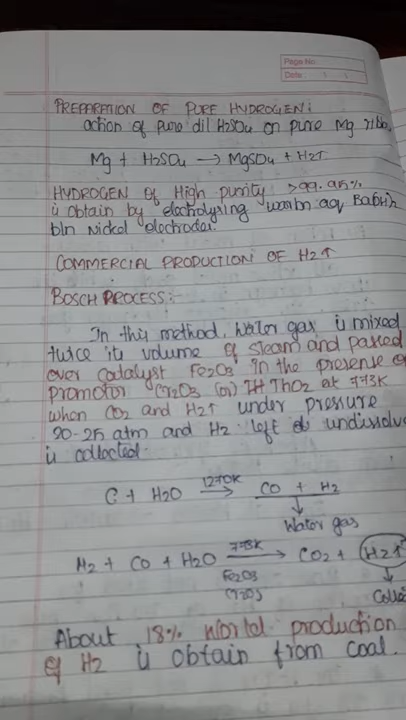 Page No.
Date:
PREPARATION OF PURE HYDROGEN:
action of pure dil H2SO4 on pure Mg ribbo
Mg + H2SO4 → MgSO4 + H2↑
HYDROGEN of High purity >99.95%
is obtain by electrolysing warm aq Ba(OH)2
b/n Nickel electrodes.
COMMERCIAL PRODUCTION OF H2↑
BOSCH PROCESS:
In this method, Water gas is mixed
twice its volume of steam and passed
over catalyst Fe2O3 In the presense of
promotor Cr2O3 (or) ThO2 at 773K
when CO2 and H2↑ under pressure
20-25 atm and H2 left undissolve
is collected.
C + H2O 1270K → CO + H2
↓
Water gas
H2 + CO + H2O 773K → CO2 + H2↑
Fe2O3
Cr2O3
Colle
About 18% World production
of H2 is obtain from coal.